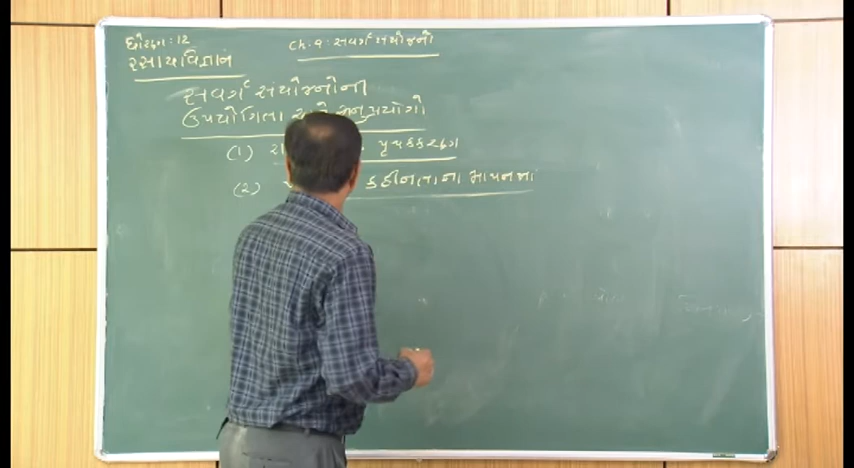 ધોરણ : 12
રસાયણવિજ્ઞાન
Ch. 9 : સવર્ગ સંયોજનો
સવર્ગ સંયોજનોની
ઉપયોગિતા અને અનુપ્રયોગો
(1) પૃથક્કરણ
(2) કઠીનતાના માપનમાં